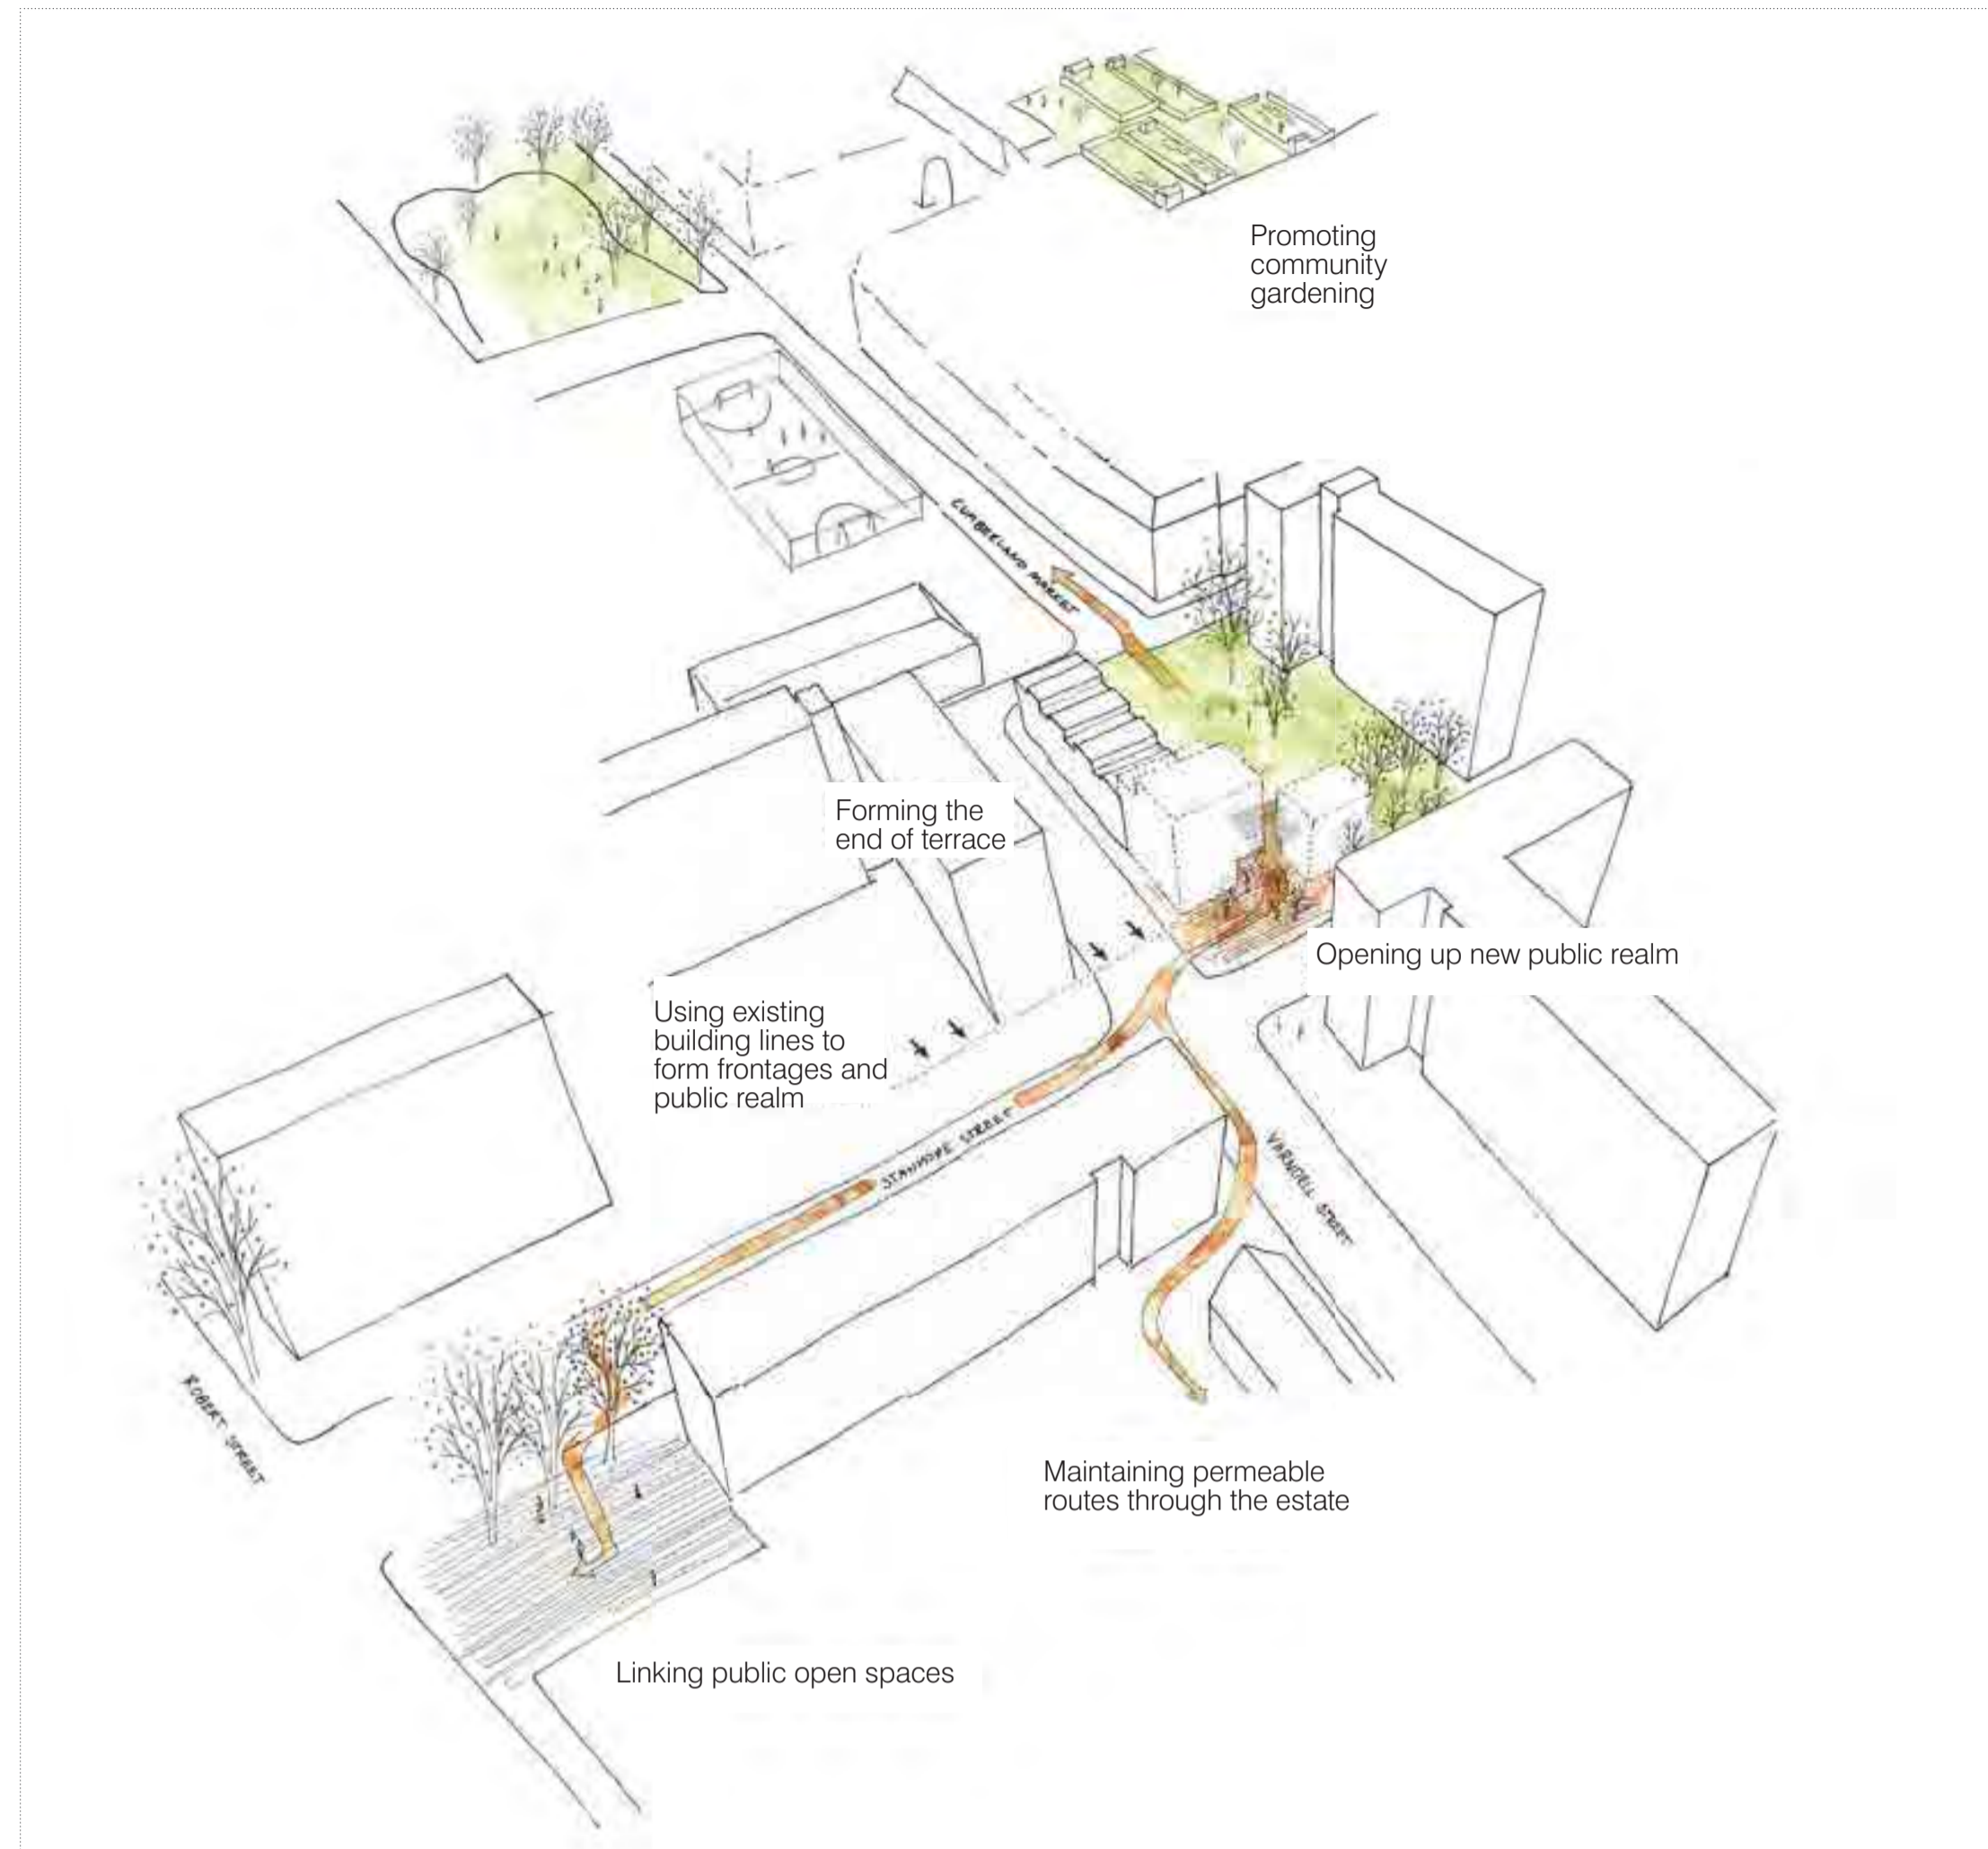 Promoting
community
gardening
CUMBERLAND MARKET
Forming the
end of terrace
Opening up new public realm
Using existing
building lines to
form frontages and
public realm
STANHOPE STREET
VARNDELL STREET
ROBERT STREET
Maintaining permeable
routes through the estate
Linking public open spaces